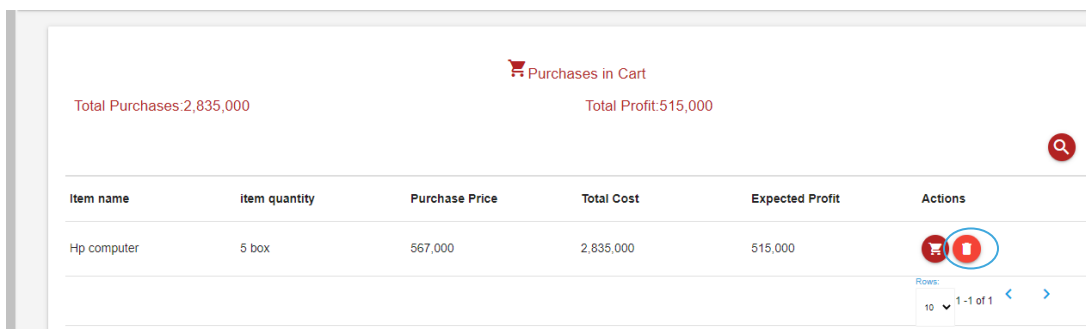 Purchases in Cart
Total Purchases:2,835,000 Total Profit:515,000
Item name item quantity Purchase Price Total Cost Expected Profit Actions
Hp computer 5 box 567,000 2,835,000 515,000
Rows:
10 1 -1 of 1